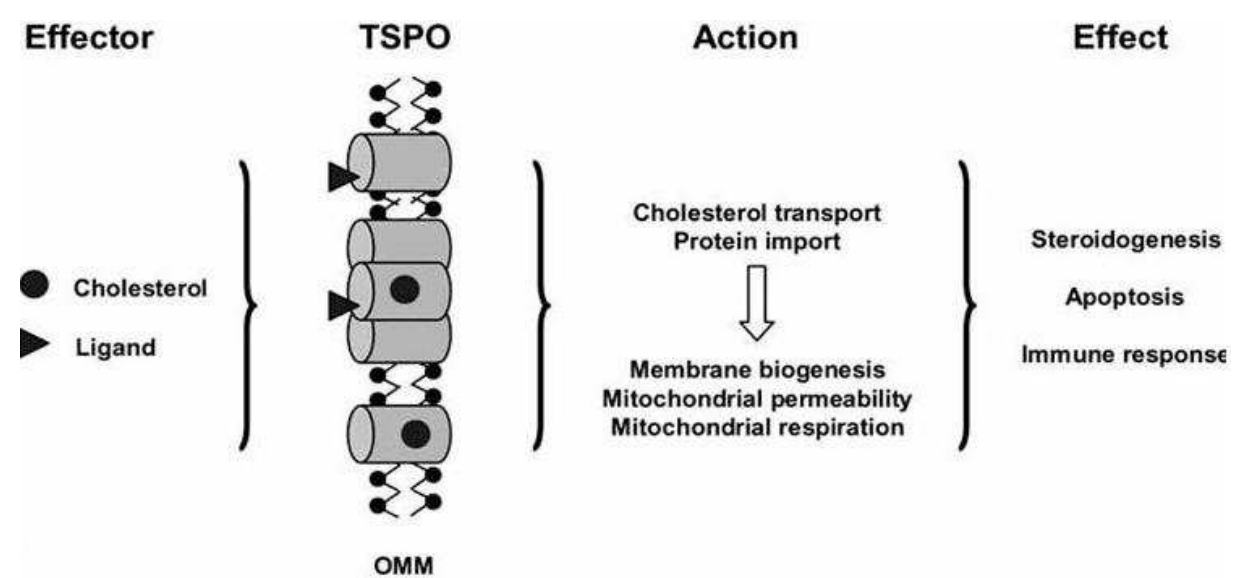 Effector
TSPO
Action
Effect
Cholesterol
Ligand
OMM
Cholesterol transport
Protein import
Membrane biogenesis
Mitochondrial permeability
Mitochondrial respiration
Steroidogenesis
Apoptosis
Immune response